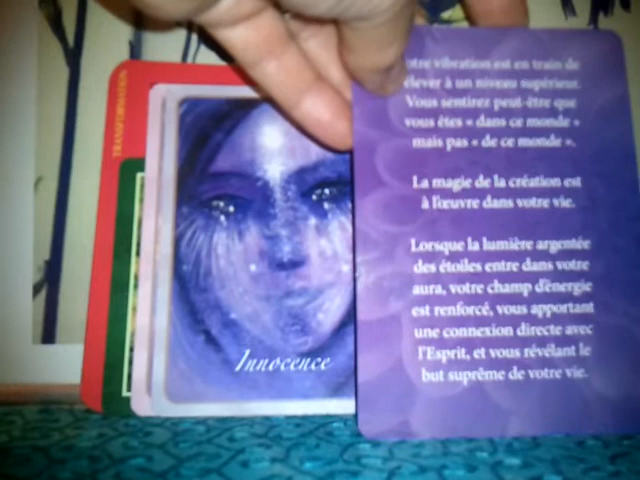 TRANSFORMATION
Innocence
otre vibration est en train de
élever à un niveau supérieur.
Vous sentirez peut-être que
vous êtes « dans ce monde »
mais pas « de ce monde ».
La magie de la création est
à l'œuvre dans votre vie.
Lorsque la lumière argentée
des étoiles entre dans votre
aura, votre champ d'énergie
est renforcé, vous apportant
une connexion directe avec
l'Esprit, et vous révélant le
but suprême de votre vie.